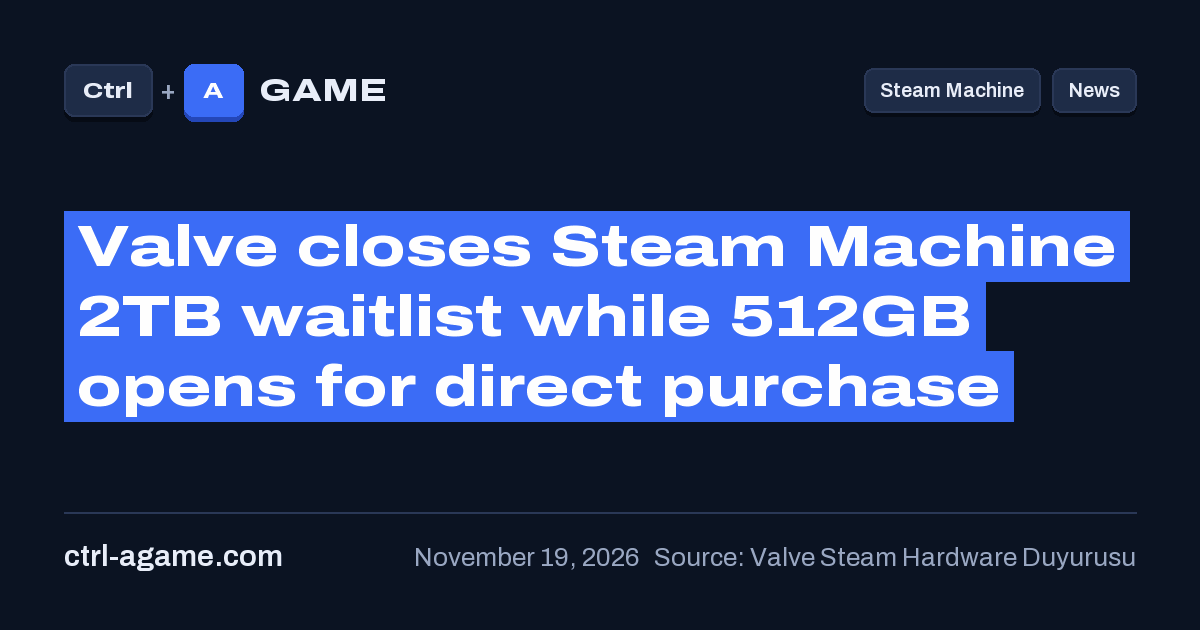 Ctrl + A GAME
Steam Machine News
Valve closes Steam Machine
2TB waitlist while 512GB
opens for direct purchase
ctrl-agame.com
November 19, 2026 Source: Valve Steam Hardware Duyurusu